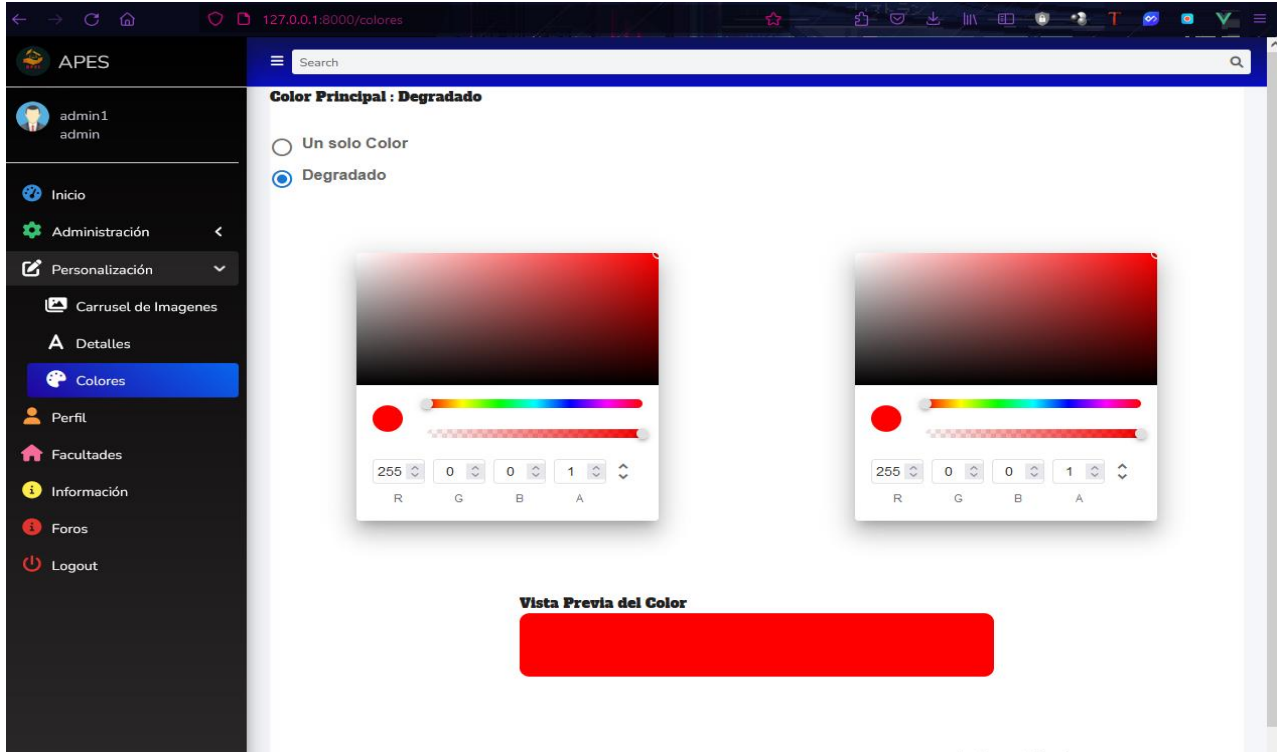 127.0.0.1:8000/colores
APES
Search
admin1
admin
Inicio
Administración
Personalización
Carrusel de Imagenes
A Detalles
Colores
Perfil
Facultades
Información
Foros
Logout
Color Principal : Degradado
Un solo Color
Degradado
255 0 0 1
R G B A
255 0 0 1
R G B A
Vista Previa del Color